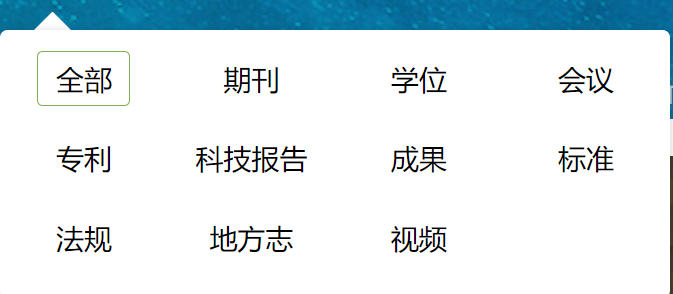 全部 期刊 学位 会议
专利 科技报告 成果 标准
法规 地方志 视频